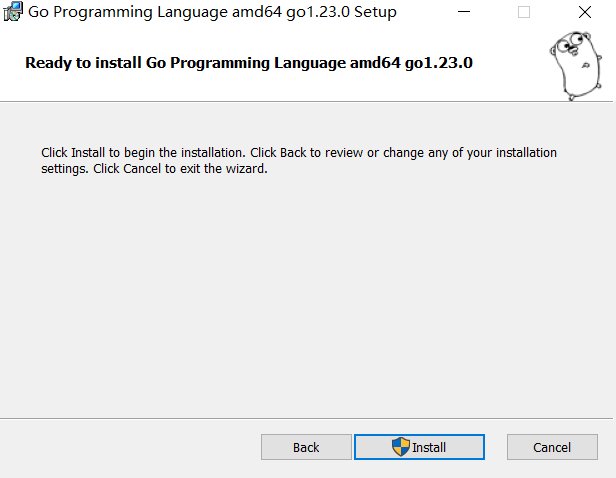 Go Programming Language amd64 go1.23.0 Setup
Ready to install Go Programming Language amd64 go1.23.0
Click Install to begin the installation. Click Back to review or change any of your installation
settings. Click Cancel to exit the wizard.
Back Install Cancel